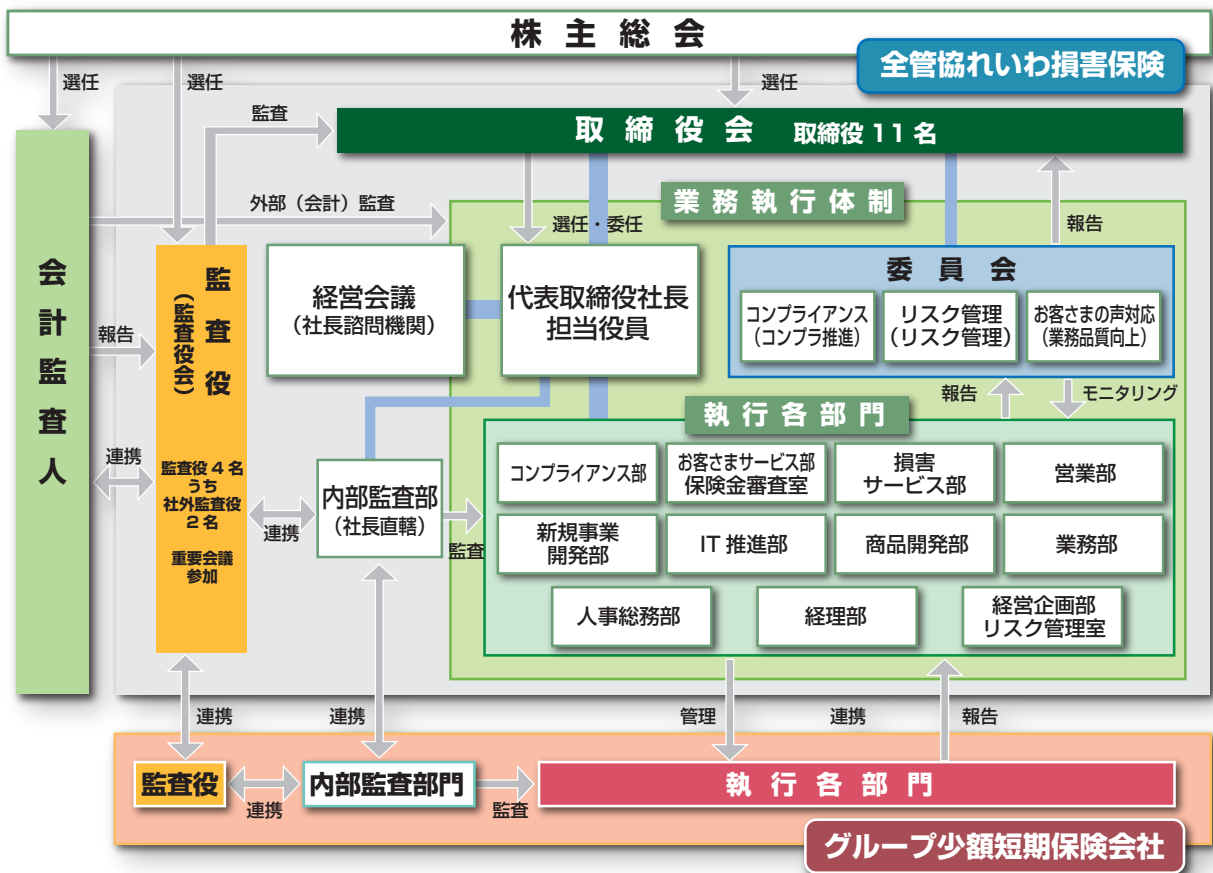 株主総会
全管協れいわ損害保険
選任
選任
選任
監査
取締役会 取締役 11 名
外部（会計）監査
業務執行体制
選任・委任
報告
会計監査人
監査役
（監査役会）
監査役 4 名
うち
社外監査役
2 名
重要会議
参加
報告
連携
経営会議
（社長諮問機関）
代表取締役社長
担当役員
委員会
コンプライアンス
（コンプラ推進）
リスク管理
（リスク管理）
お客さまの声対応
（業務品質向上）
報告
モニタリング
執行各部門
連携
内部監査部
（社長直轄）
監査
コンプライアンス部
お客さまサービス部
保険金審査室
損害
サービス部
営業部
新規事業
開発部
IT 推進部
商品開発部
業務部
人事総務部
経理部
経営企画部
リスク管理室
連携
連携
管理
連携
報告
監査役
連携
内部監査部門
監査
執行各部門
グループ少額短期保険会社